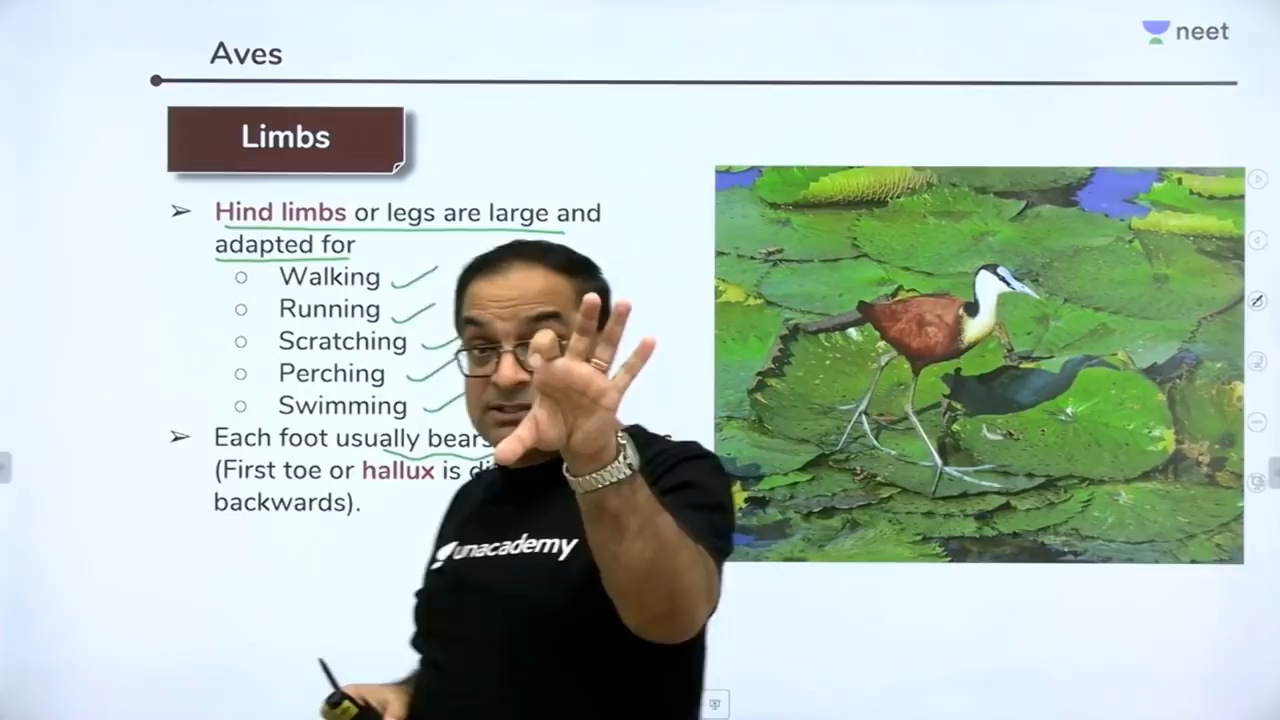 neet
Aves
Limbs
➢ Hind limbs or legs are large and
adapted for
○ Walking
○ Running
○ Scratching
○ Perching
○ Swimming
➢ Each foot usually bears
(First toe or hallux is
backwards).
unacademy